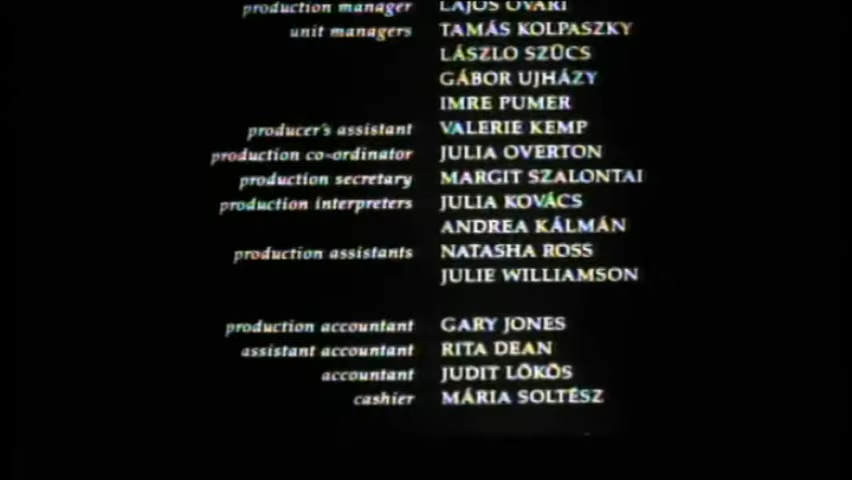 production manager LAJOS ÓVÁRI
unit managers TAMÁS KOLPASZKY
LÁSZLO SZŰCS
GÁBOR UJHÁZY
IMRE PUMER
producer's assistant VALERIE KEMP
production co-ordinator JULIA OVERTON
production secretary MARGIT SZALONTAI
production interpreters JULIA KOVÁCS
ANDREA KÁLMÁN
production assistants NATASHA ROSS
JULIE WILLIAMSON
production accountant GARY JONES
assistant accountant RITA DEAN
accountant JUDIT LÖKÖS
cashier MÁRIA SOLTÉSZ